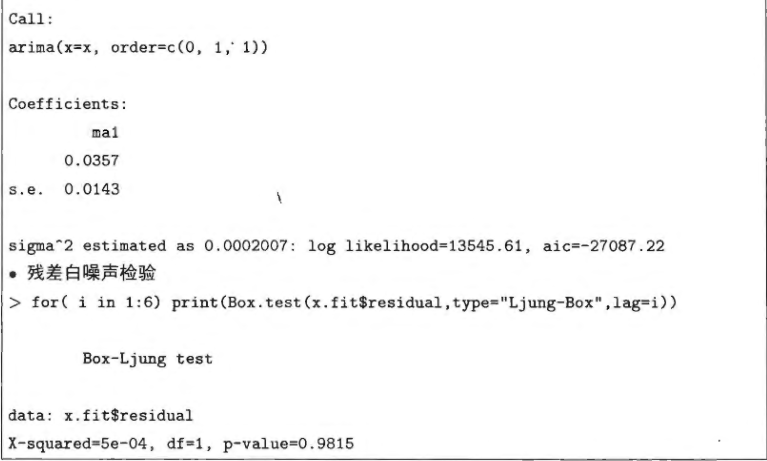 Call:
arima(x=x, order=c(0, 1, 1))
Coefficients:
ma1
0.0357
s.e. 0.0143
sigma^2 estimated as 0.0002007: log likelihood=13545.61, aic=-27087.22
• 残差白噪声检验
> for( i in 1:6) print(Box.test(x.fit$residual,type="Ljung-Box",lag=i))
Box-Ljung test
data: x.fit$residual
X-squared=5e-04, df=1, p-value=0.9815